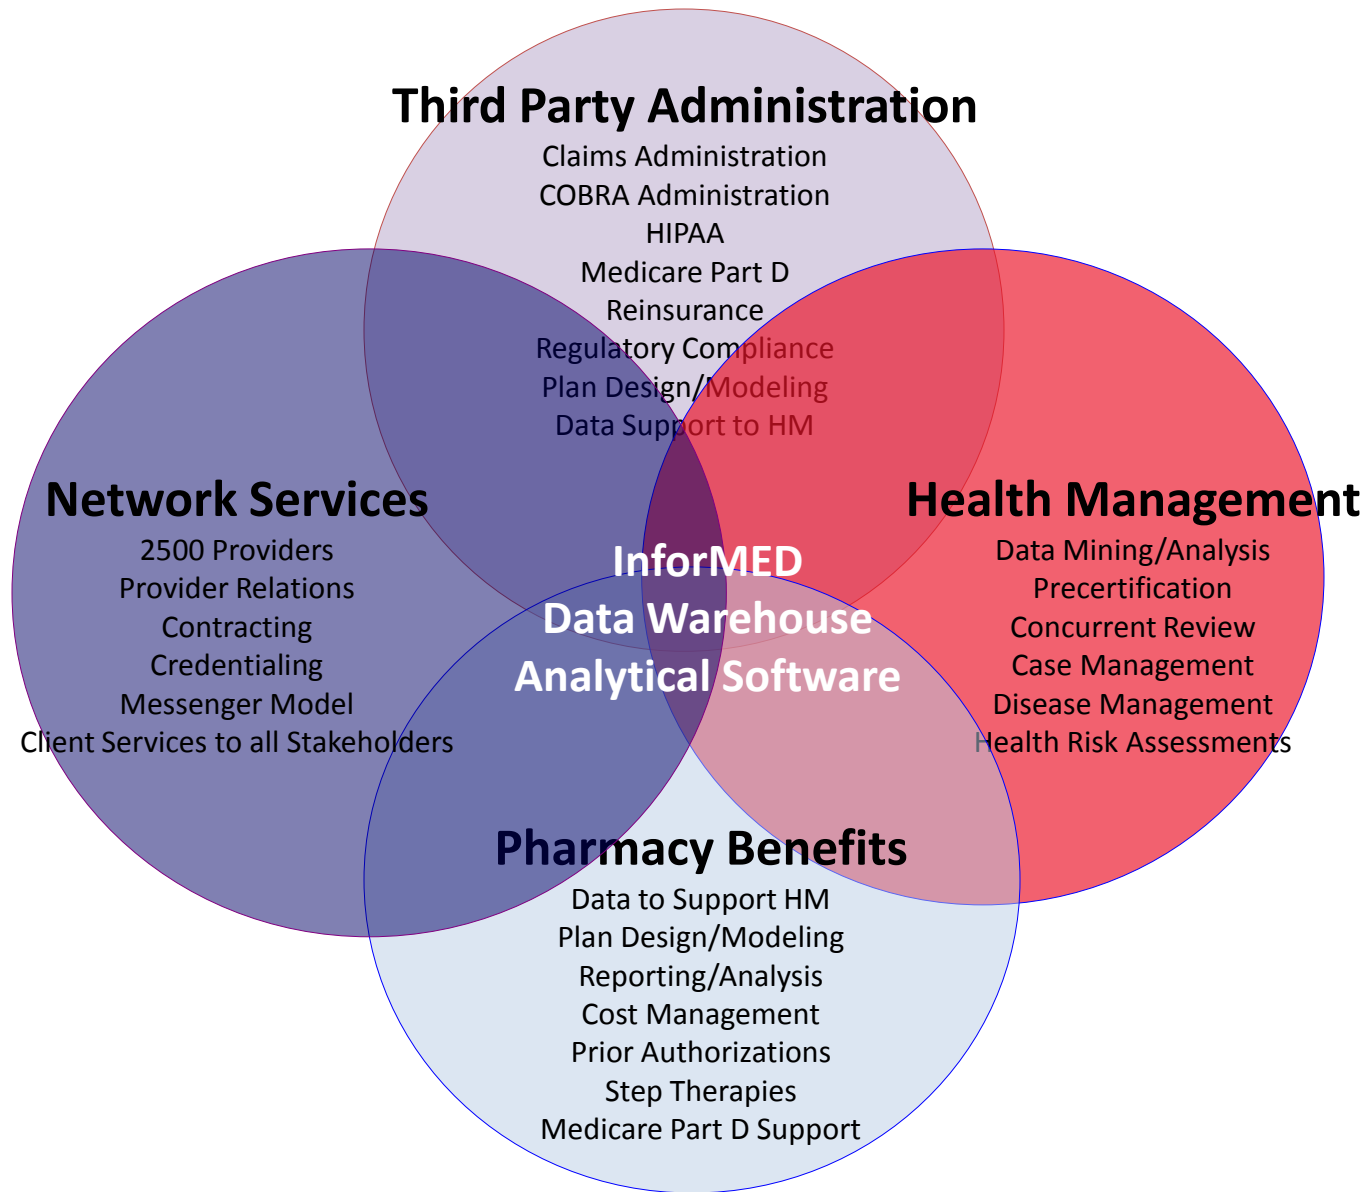 Third Party Administration
Claims Administration
COBRA Administration
HIPAA
Medicare Part D
Reinsurance
Regulatory Compliance
Plan Design/Modeling
Data Support to HM
Network Services
2500 Providers
Provider Relations
Contracting
Credentialing
Messenger Model
Client Services to all Stakeholders
InforMED
Data Warehouse
Analytical Software
Health Management
Data Mining/Analysis
Precertification
Concurrent Review
Case Management
Disease Management
Health Risk Assessments
Pharmacy Benefits
Data to Support HM
Plan Design/Modeling
Reporting/Analysis
Cost Management
Prior Authorizations
Step Therapies
Medicare Part D Support